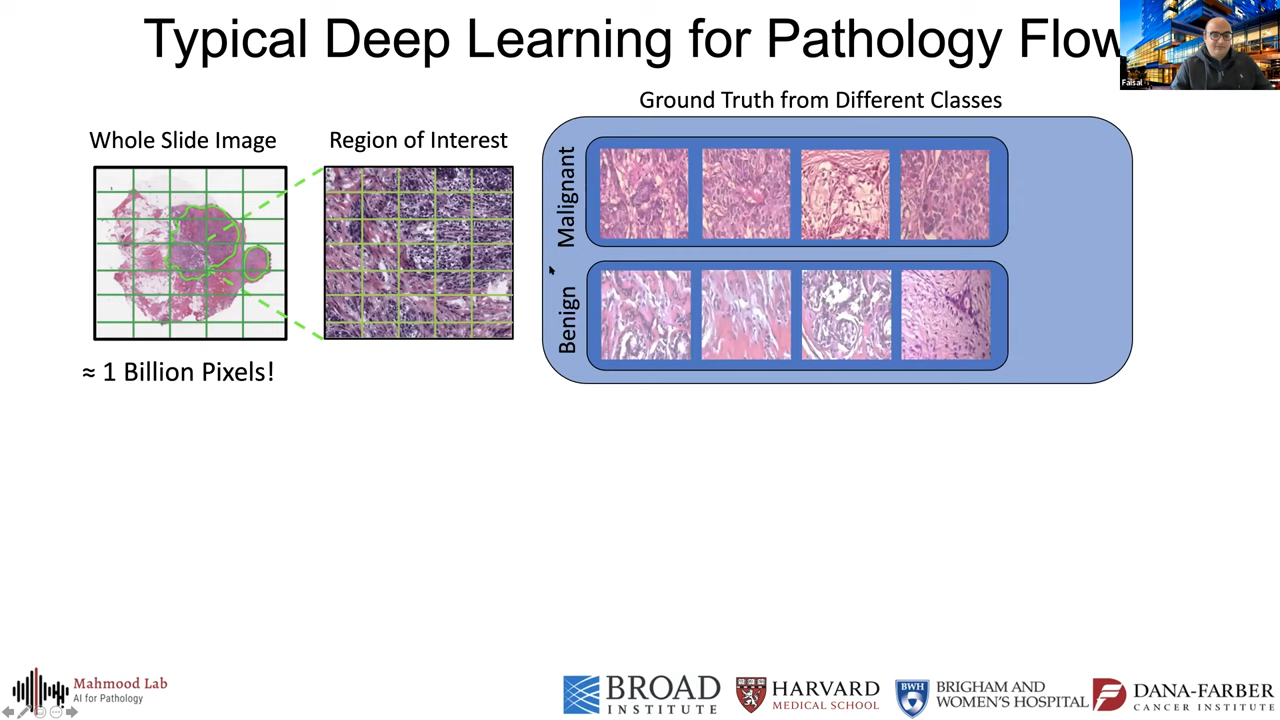 Typical Deep Learning for Pathology Flow
Faisal
Ground Truth from Different Classes
Whole Slide Image
Region of Interest
Malignant
Benign
≈ 1 Billion Pixels!
Mahmood Lab
AI for Pathology
BROAD
INSTITUTE
HARVARD
MEDICAL SCHOOL
BWH
BRIGHAM AND
WOMEN'S HOSPITAL
DANA-FARBER
CANCER INSTITUTE